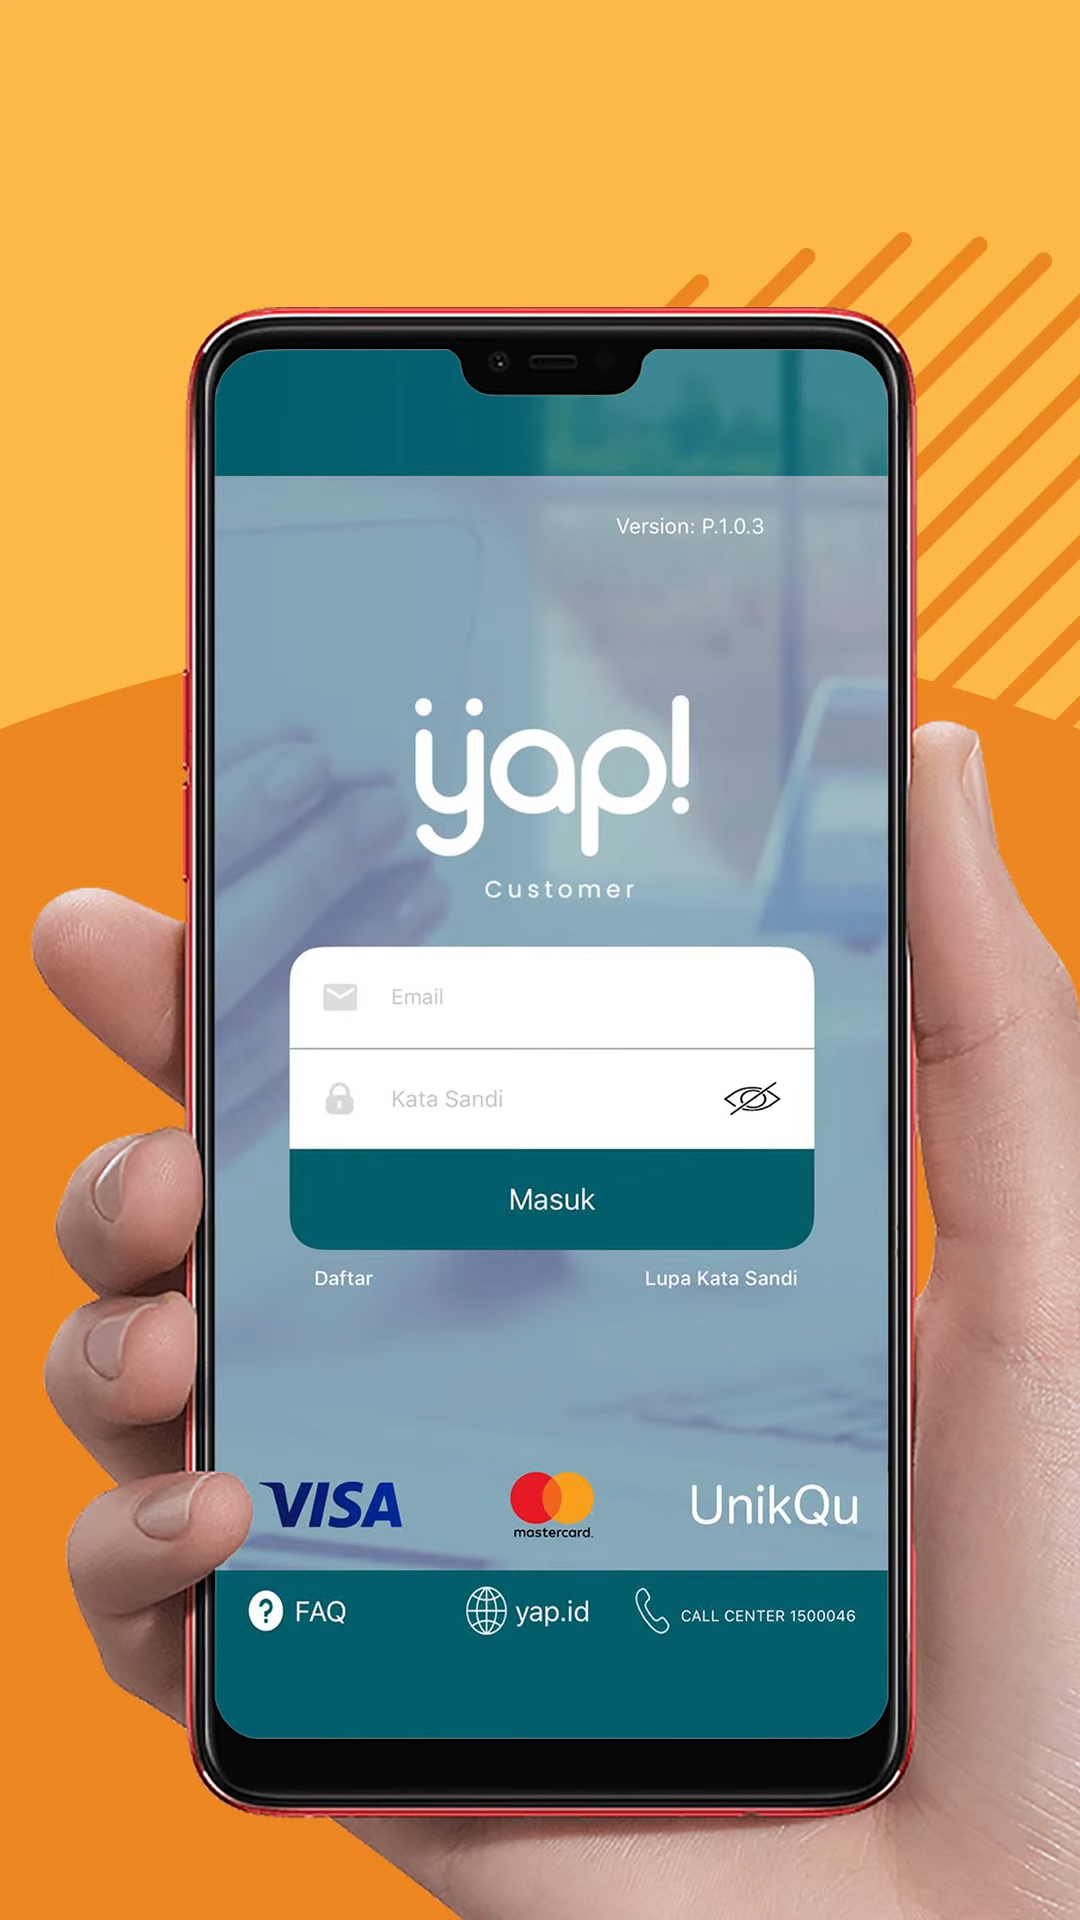 Version: P.1.0.3
yap!
Customer
Email
Kata Sandi
Masuk
Daftar
Lupa Kata Sandi
VISA
mastercard.
UnikQu
? FAQ
yap.id
CALL CENTER 1500046